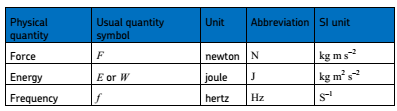 Physical quantity | Usual quantity symbol | Unit | Abbreviation | SI unit
Force | F | newton | N | kg m s⁻²
Energy | E or W | joule | J | kg m² s⁻²
Frequency | f | hertz | Hz | S⁻¹